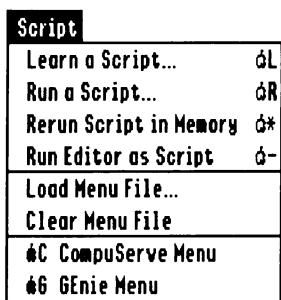 Script
Learn a Script... L
Run a Script... R
Rerun Script in Memory *
Run Editor as Script -
Load Menu File...
Clear Menu File
C CompuServe Menu
G GEnie Menu